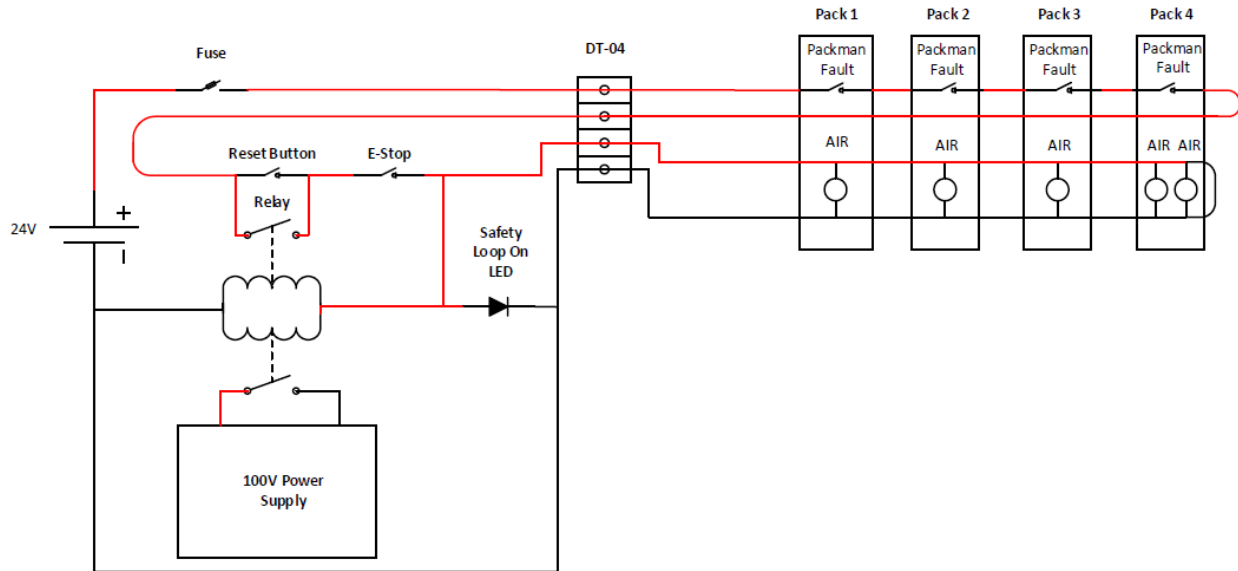 Pack 1
Pack 2
Pack 3
Pack 4
DT-04
Fuse
Packman
Fault
Packman
Fault
Packman
Fault
Packman
Fault
Reset Button
E-Stop
AIR
AIR
AIR
AIR AIR
Relay
24V
+
Safety
Loop On
LED
100V Power
Supply